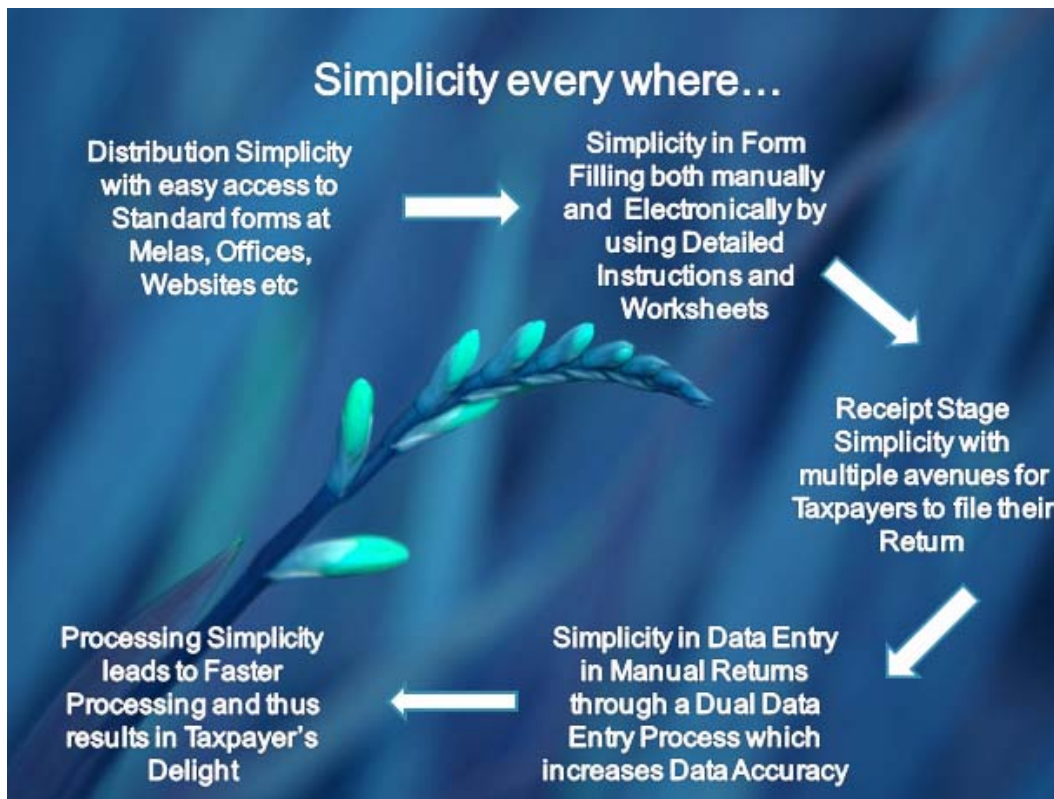 Simplicity every where...
Distribution Simplicity
with easy access to
Standard forms at
Melas, Offices,
Websites etc
Simplicity in Form
Filling both manually
and Electronically by
using Detailed
Instructions and
Worksheets
Receipt Stage
Simplicity with
multiple avenues for
Taxpayers to file their
Return
Simplicity in Data Entry
in Manual Returns
through a Dual Data
Entry Process which
increases Data Accuracy
Processing Simplicity
leads to Faster
Processing and thus
results in Taxpayer's
Delight